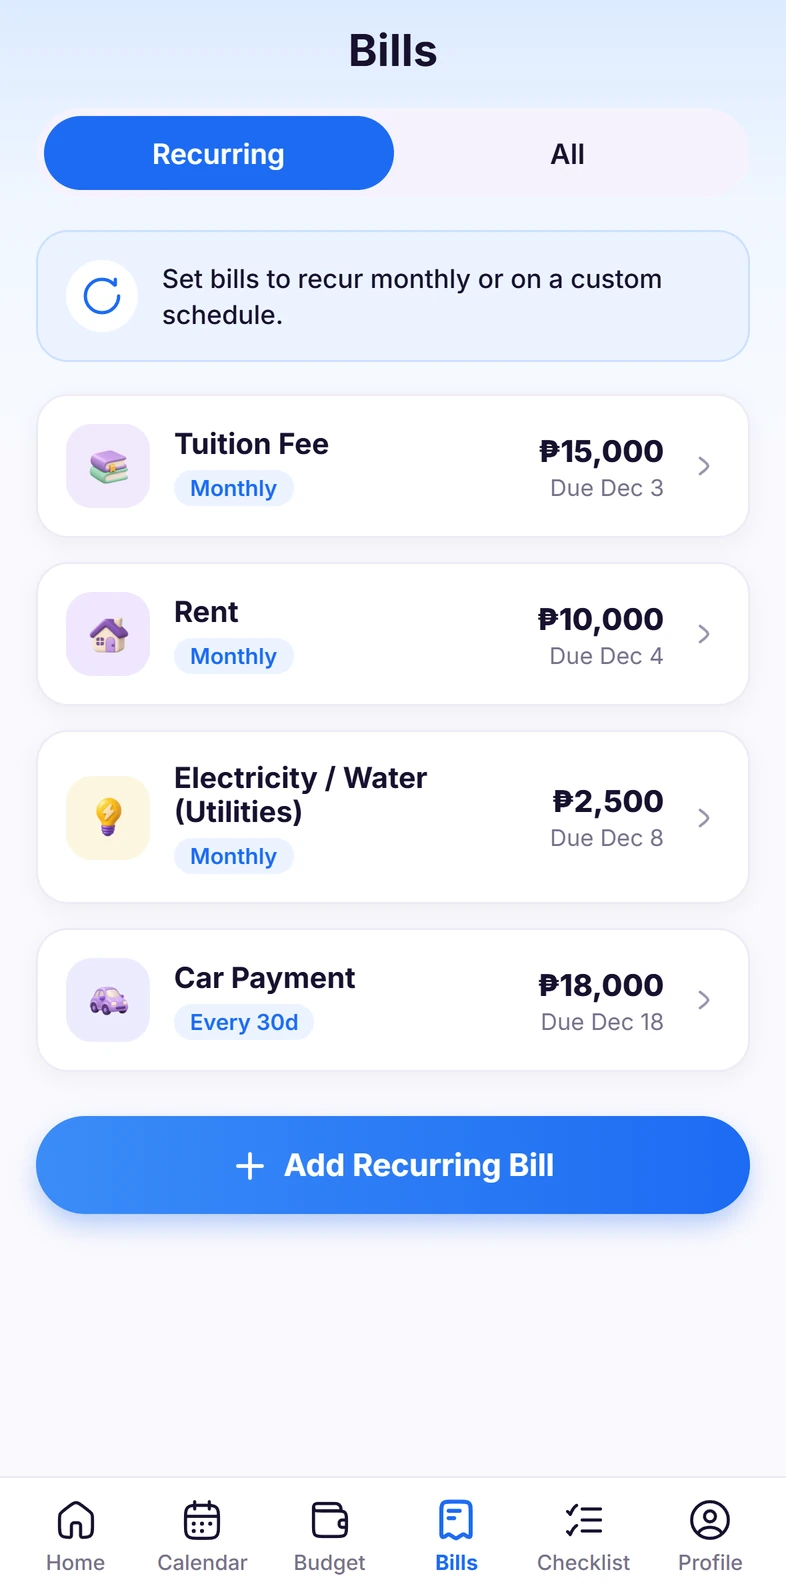 Bills
Recurring
All
Set bills to recur monthly or on a custom
schedule.
Tuition Fee
Monthly
₱15,000
Due Dec 3
Rent
Monthly
₱10,000
Due Dec 4
Electricity / Water
(Utilities)
Monthly
₱2,500
Due Dec 8
Car Payment
Every 30d
₱18,000
Due Dec 18
+ Add Recurring Bill
Home
Calendar
Budget
Bills
Checklist
Profile